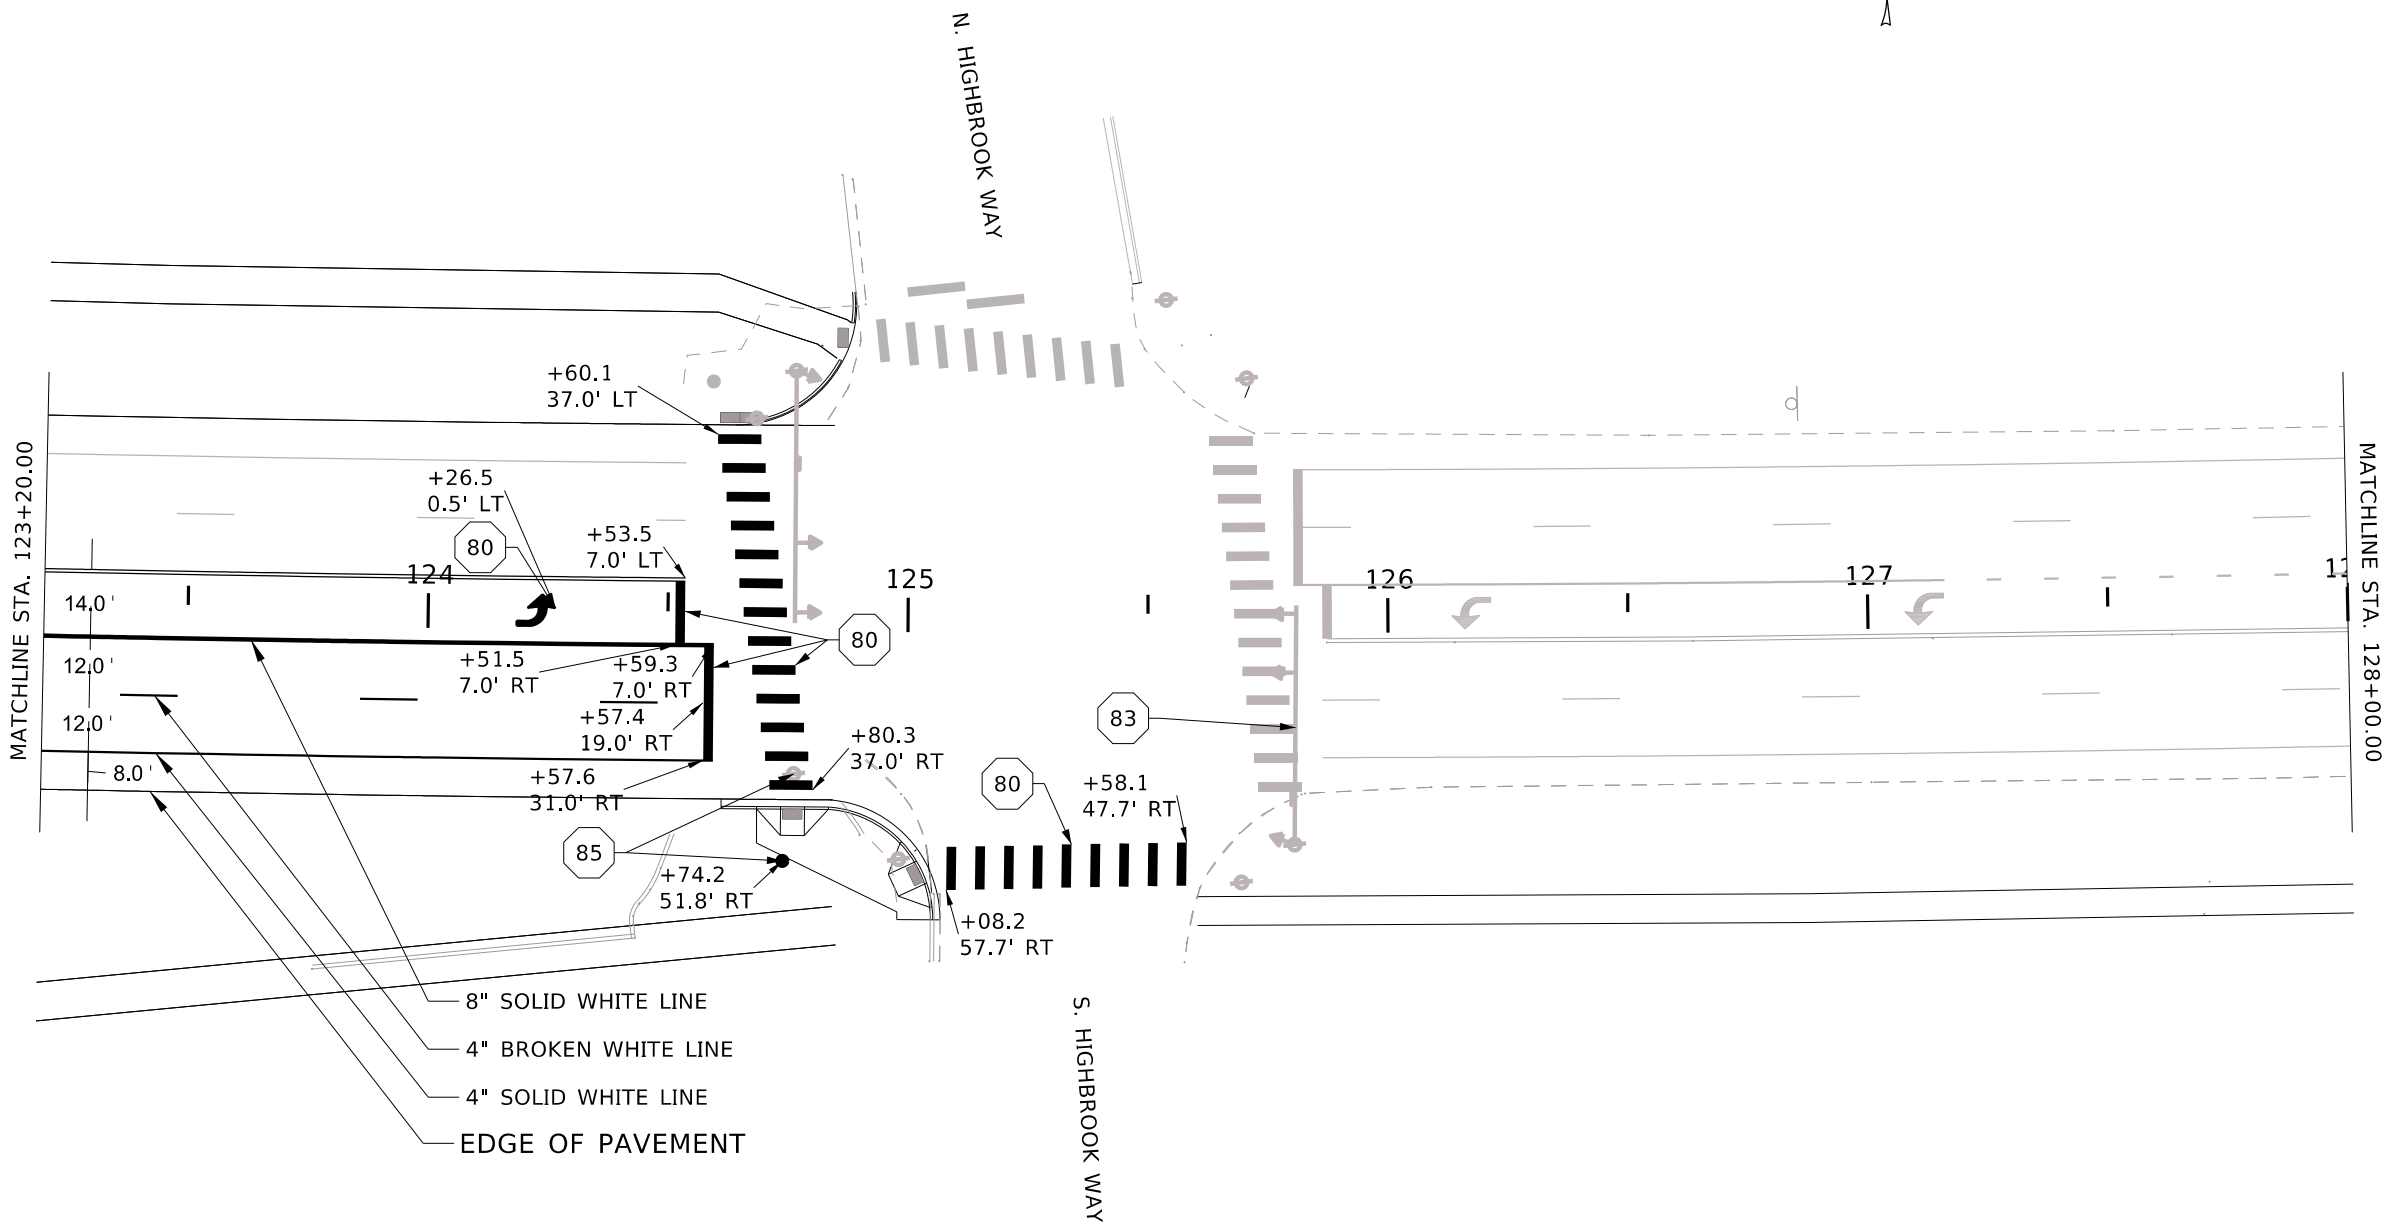 N. HIGHBROOK WAY
+60.1
37.0' LT
MATCHLINE STA. 123+20.00
MATCHLINE STA. 128+00.00
+26.5
0.5' LT
80
+53.5
7.0' LT
124
125
126
127
12
14.0'
12.0'
12.0'
8.0'
80
+51.5
7.0' RT
+59.3
7.0' RT
+57.4
19.0' RT
83
+80.3
37.0' RT
+57.6
31.0' RT
80
+58.1
47.7' RT
85
+74.2
51.8' RT
+08.2
57.7' RT
8" SOLID WHITE LINE
4" BROKEN WHITE LINE
4" SOLID WHITE LINE
EDGE OF PAVEMENT
S. HIGHBROOK WAY